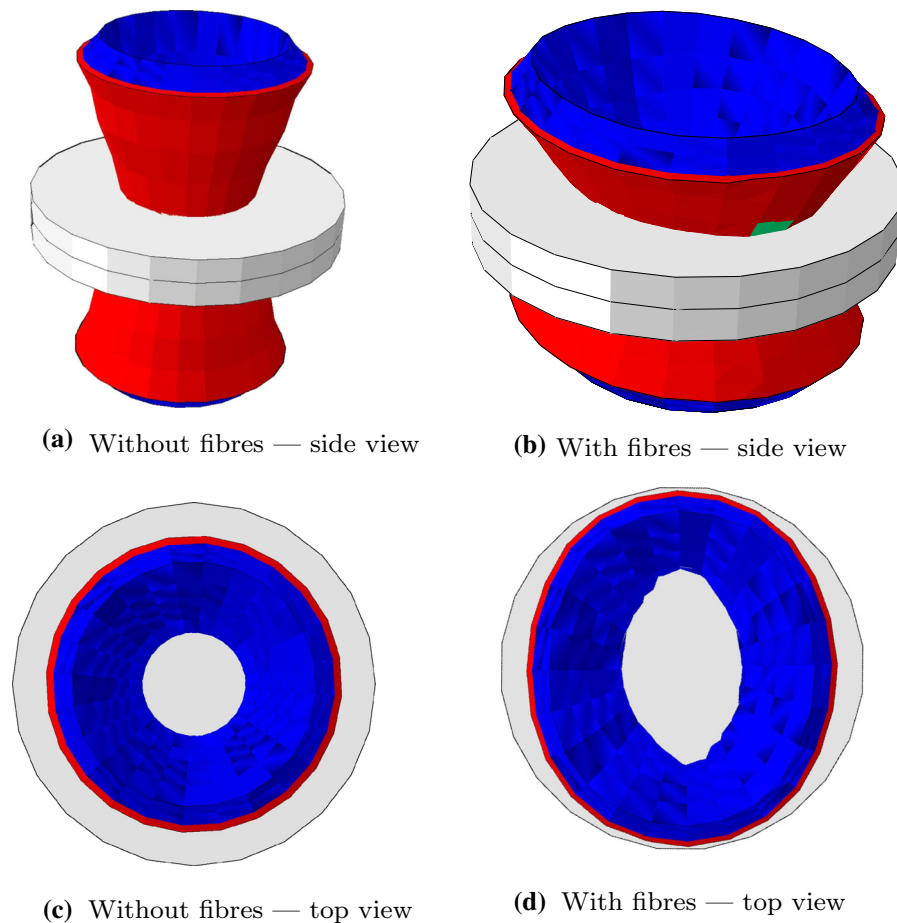 (a) Without fibres — side view
(b) With fibres — side view
(c) Without fibres — top view
(d) With fibres — top view